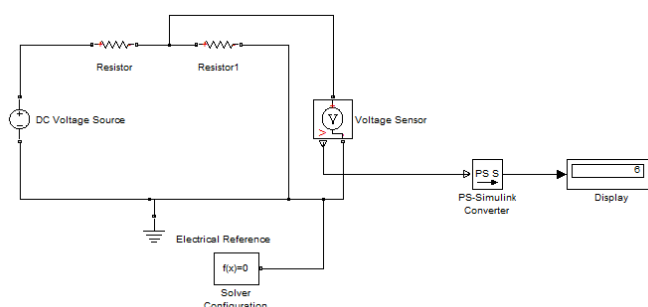 Resistor
Resistor1
DC Voltage Source
V
Voltage Sensor
PS S
6
PS-Simulink
Converter
Display
Electrical Reference
f(x)=0
Solver
Configuration